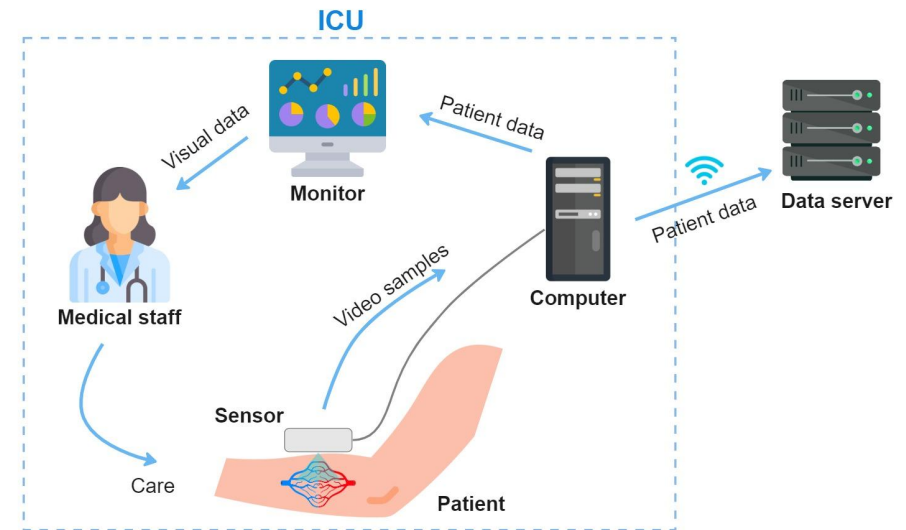 ICU
Visual data
Patient data
Monitor
Data server
Patient data
Medical staff
Video samples
Computer
Sensor
Care
Patient